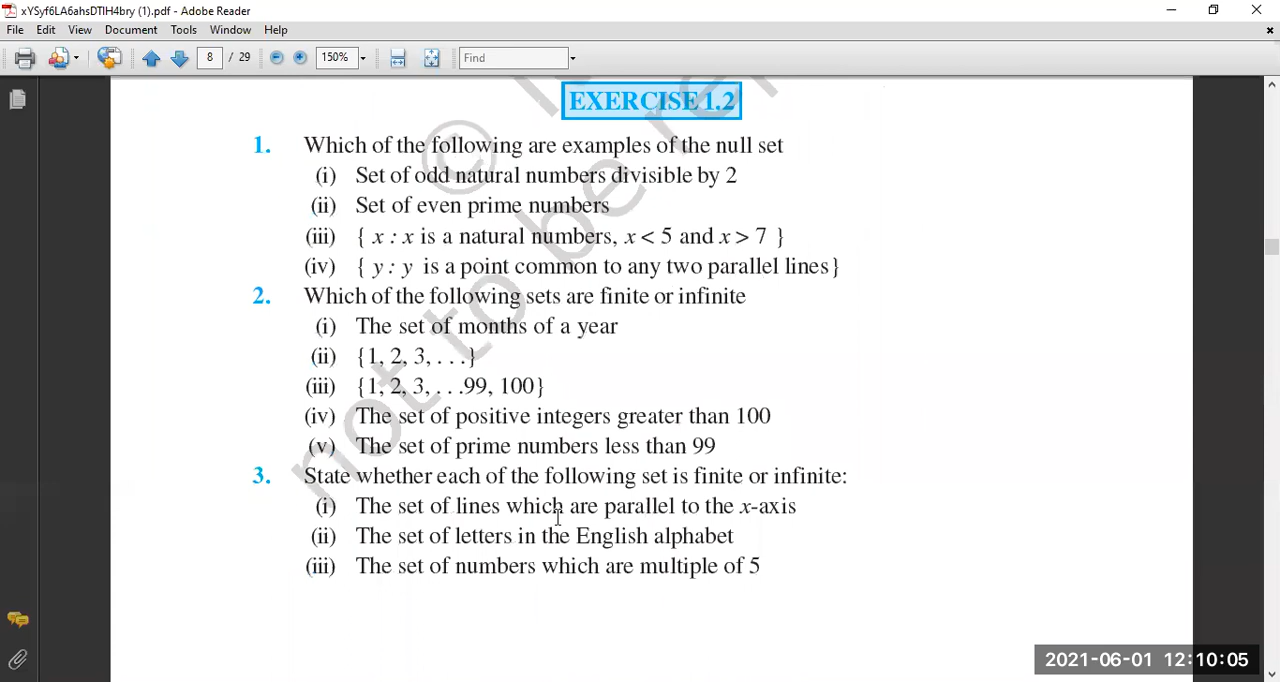 xYSyf6LA6ahsDTlH4bry (1).pdf - Adobe Reader
File Edit View Document Tools Window Help
8 / 29 150% Find
EXERCISE 1.2
1. Which of the following are examples of the null set
(i) Set of odd natural numbers divisible by 2
(ii) Set of even prime numbers
(iii) { x : x is a natural numbers, x < 5 and x > 7 }
(iv) { y : y is a point common to any two parallel lines}
2. Which of the following sets are finite or infinite
(i) The set of months of a year
(ii) {1, 2, 3, . . .}
(iii) {1, 2, 3, . . .99, 100}
(iv) The set of positive integers greater than 100
(v) The set of prime numbers less than 99
3. State whether each of the following set is finite or infinite:
(i) The set of lines which are parallel to the x-axis
(ii) The set of letters in the English alphabet
(iii) The set of numbers which are multiple of 5
not to be re
©
2021-06-01 12:10:05